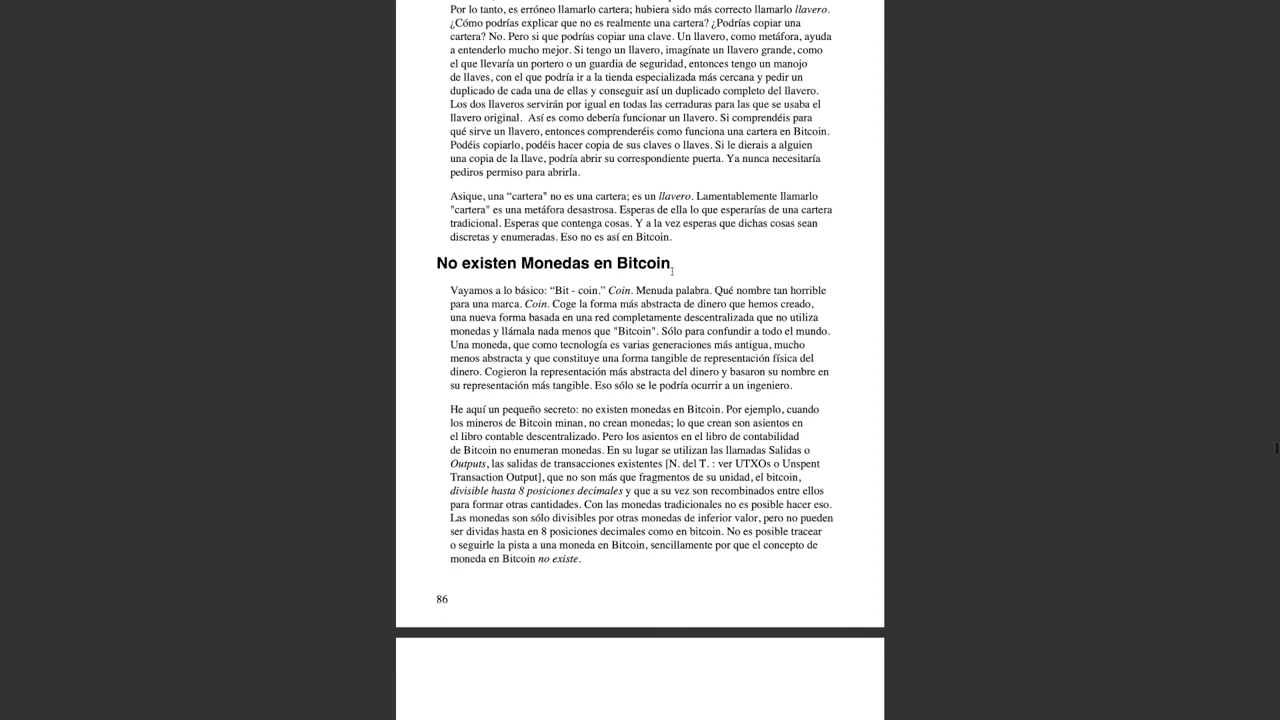 Por lo tanto, es erróneo llamarlo cartera; hubiera sido más correcto llamarlo llavero.
¿Cómo podrías explicar que no es realmente una cartera? ¿Podrías copiar una
cartera? No. Pero si que podrías copiar una clave. Un llavero, como metáfora, ayuda
a entenderlo mucho mejor. Si tengo un llavero, imagínate un llavero grande, como
el que llevaría un portero o un guardia de seguridad, entonces tengo un manojo
de llaves, con el que podría ir a la tienda especializada más cercana y pedir un
duplicado de cada una de ellas y conseguir así un duplicado completo del llavero.
Los dos llaveros servirán por igual en todas las cerraduras para las que se usaba el
llavero original.  Así es como debería funcionar un llavero. Si comprendéis para
qué sirve un llavero, entonces comprenderéis como funciona una cartera en Bitcoin.
Podéis copiarlo, podéis hacer copia de sus claves o llaves. Si le dierais a alguien
una copia de la llave, podría abrir su correspondiente puerta. Ya nunca necesitaría
pediros permiso para abrirla.
Asique, una “cartera" no es una cartera; es un llavero. Lamentablemente llamarlo
"cartera" es una metáfora desastrosa. Esperas de ella lo que esperarías de una cartera
tradicional. Esperas que contenga cosas. Y a la vez esperas que dichas cosas sean
discretas y enumeradas. Eso no es así en Bitcoin.
No existen Monedas en Bitcoin
Vayamos a lo básico: “Bit - coin.” Coin. Menuda palabra. Qué nombre tan horrible
para una marca. Coin. Coge la forma más abstracta de dinero que hemos creado,
una nueva forma basada en una red completamente descentralizada que no utiliza
monedas y llámala nada menos que "Bitcoin". Sólo para confundir a todo el mundo.
Una moneda, que como tecnología es varias generaciones más antigua, mucho
menos abstracta y que constituye una forma tangible de representación física del
dinero. Cogieron la representación más abstracta del dinero y basaron su nombre en
su representación más tangible. Eso sólo se le podría ocurrir a un ingeniero.
He aquí un pequeño secreto: no existen monedas en Bitcoin. Por ejemplo, cuando
los mineros de Bitcoin minan, no crean monedas; lo que crean son asientos en
el libro contable descentralizado. Pero los asientos en el libro de contabilidad
de Bitcoin no enumeran monedas. En su lugar se utilizan las llamadas Salidas o
Outputs, las salidas de transacciones existentes [N. del T. : ver UTXOs o Unspent
Transaction Output], que no son más que fragmentos de su unidad, el bitcoin,
divisible hasta 8 posiciones decimales y que a su vez son recombinados entre ellos
para formar otras cantidades. Con las monedas tradicionales no es posible hacer eso.
Las monedas son sólo divisibles por otras monedas de inferior valor, pero no pueden
ser dividas hasta en 8 posiciones decimales como en bitcoin. No es posible tracear
o seguirle la pista a una moneda en Bitcoin, sencillamente por que el concepto de
moneda en Bitcoin no existe.
86